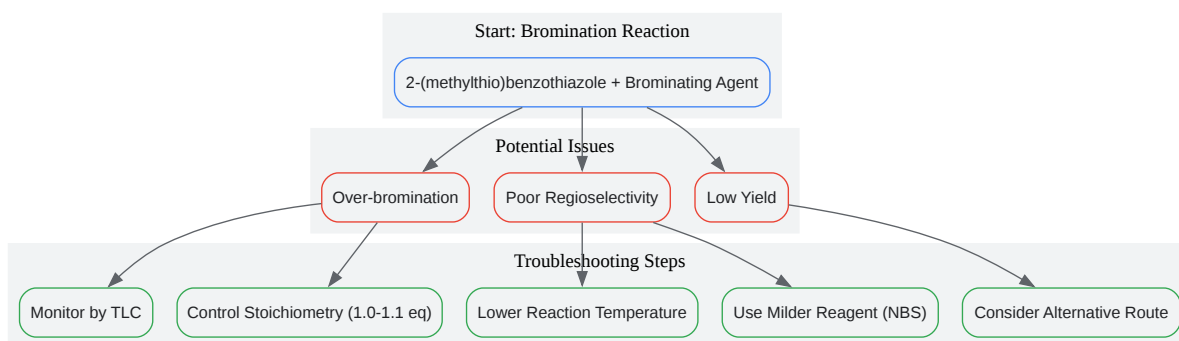 Start: Bromination Reaction
2-(methylthio)benzothiazole + Brominating Agent
Potential Issues
Over-bromination
Poor Regioselectivity
Low Yield
Troubleshooting Steps
Monitor by TLC
Control Stoichiometry (1.0-1.1 eq)
Lower Reaction Temperature
Use Milder Reagent (NBS)
Consider Alternative Route